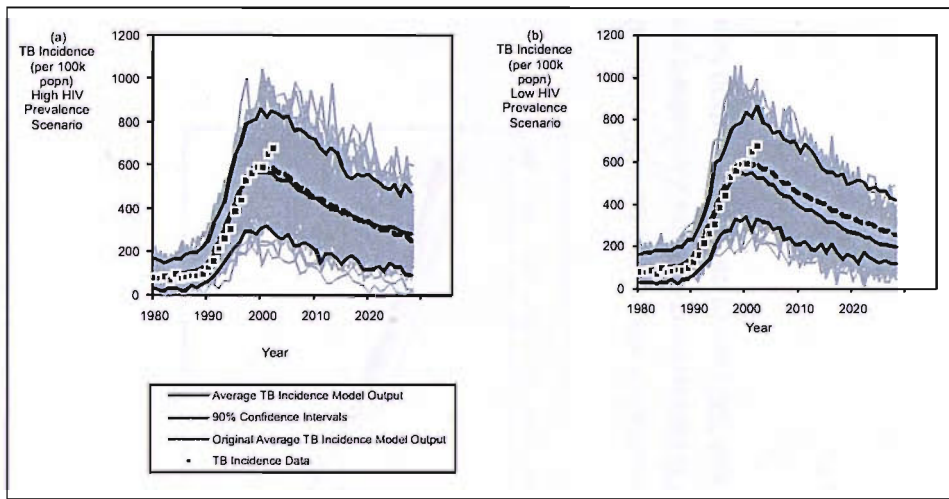 (a)
TB Incidence
(per 100k
popn)
High HIV
Prevalence
Scenario
1200
1000
800
600
400
200
0
1980 1990 2000 2010 2020
Year
(b)
TB Incidence
(per 100k
popn)
Low HIV
Prevalence
Scenario
1200
1000
800
600
400
200
0
1980 1990 2000 2010 2020
Year
Average TB Incidence Model Output
90% Confidence Intervals
Original Average TB Incidence Model Output
TB Incidence Data